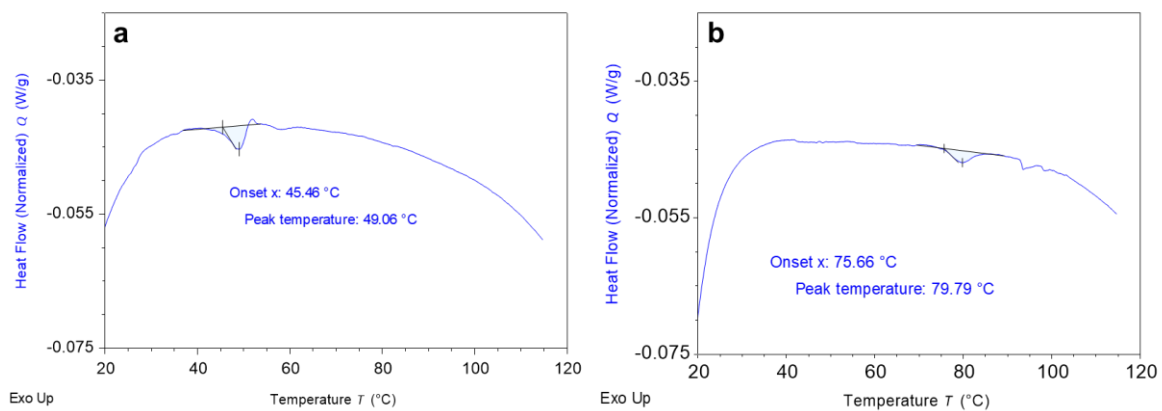 a
Heat Flow (Normalized) Q (W/g)
-0.035
-0.055
-0.075
Onset x: 45.46 °C
Peak temperature: 49.06 °C
20
40
60
80
100
120
Exo Up
Temperature T (°C)
b
Heat Flow (Normalized) Q (W/g)
-0.035
-0.055
-0.075
Onset x: 75.66 °C
Peak temperature: 79.79 °C
20
40
60
80
100
120
Exo Up
Temperature T (°C)